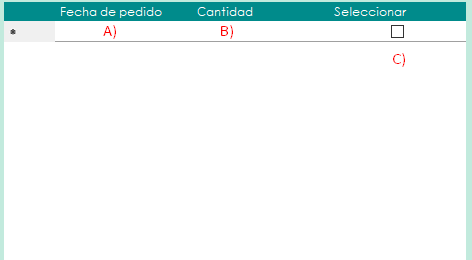 Fecha de pedido Cantidad Seleccionar
* A) B)
C)